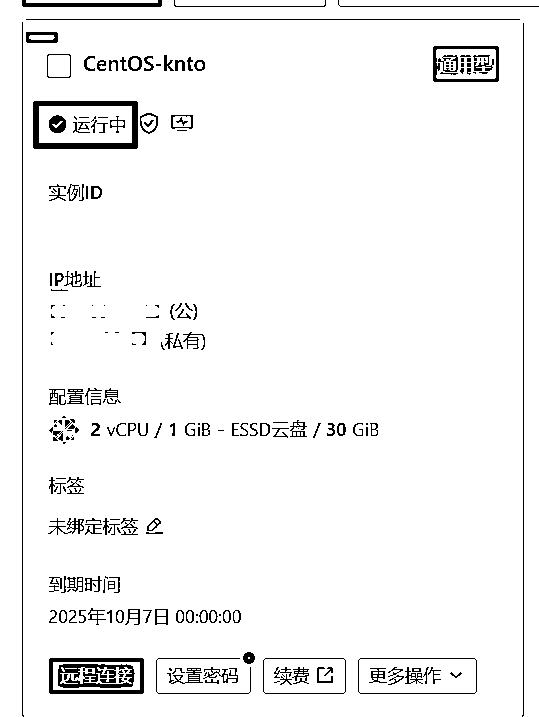 CentOS-knto
通用型
运行中
实例ID
IP地址
(公)
(私有)
配置信息
2 vCPU / 1 GiB - ESSD云盘 / 30 GiB
标签
未绑定标签
到期时间
2025年10月7日 00:00:00
远程连接 设置密码 续费 更多操作